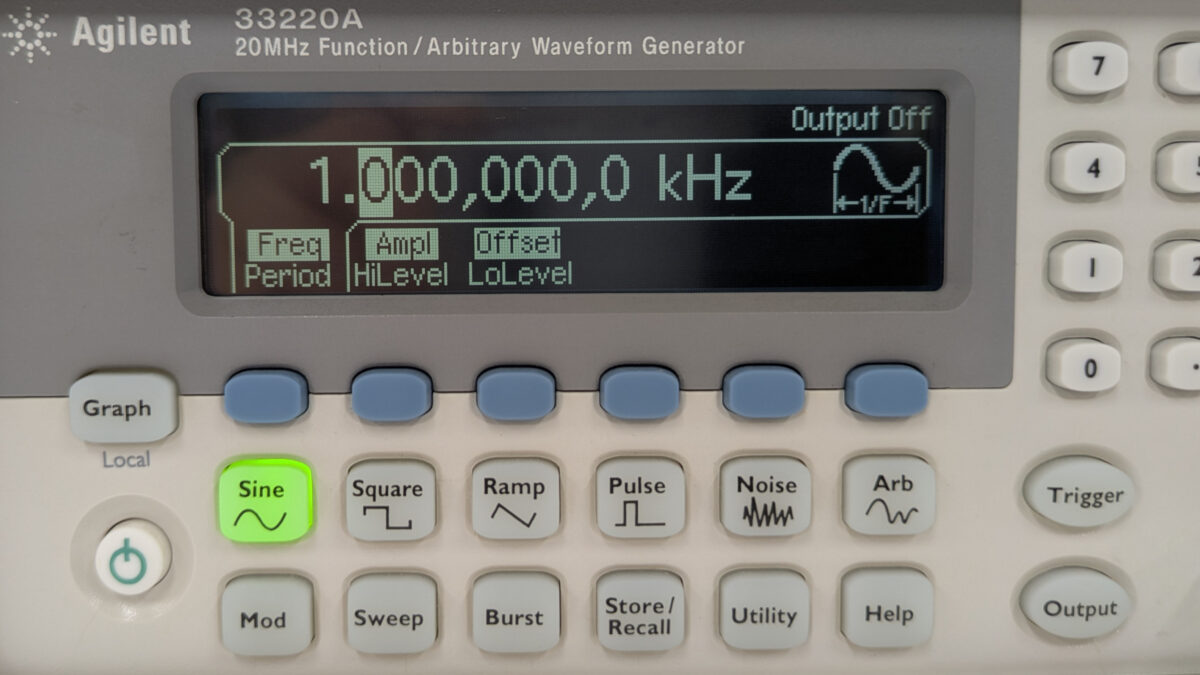 Agilent
33220A
20MHz Function / Arbitrary Waveform Generator
Output Off
1.000,000,0 kHz
1/F
Freq Ampl Offset
Period HiLevel LoLevel
7
4
1
2
0
.
Graph
Local
Sine Square Ramp Pulse Noise Arb
Trigger
Mod Sweep Burst Store/ Utility Help
Recall
Output